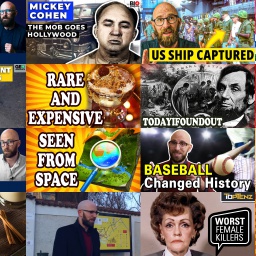 MICKEY
COHEN
THE MOB GOES
HOLLYWOOD
US SHIP CAPTURED
RARE
AND
EXPENSIVE
TODAYIFOUNDOUT
SEEN
FROM
SPACE
BASEBALL
Changed History
WORST
FEMALE
KILLERS